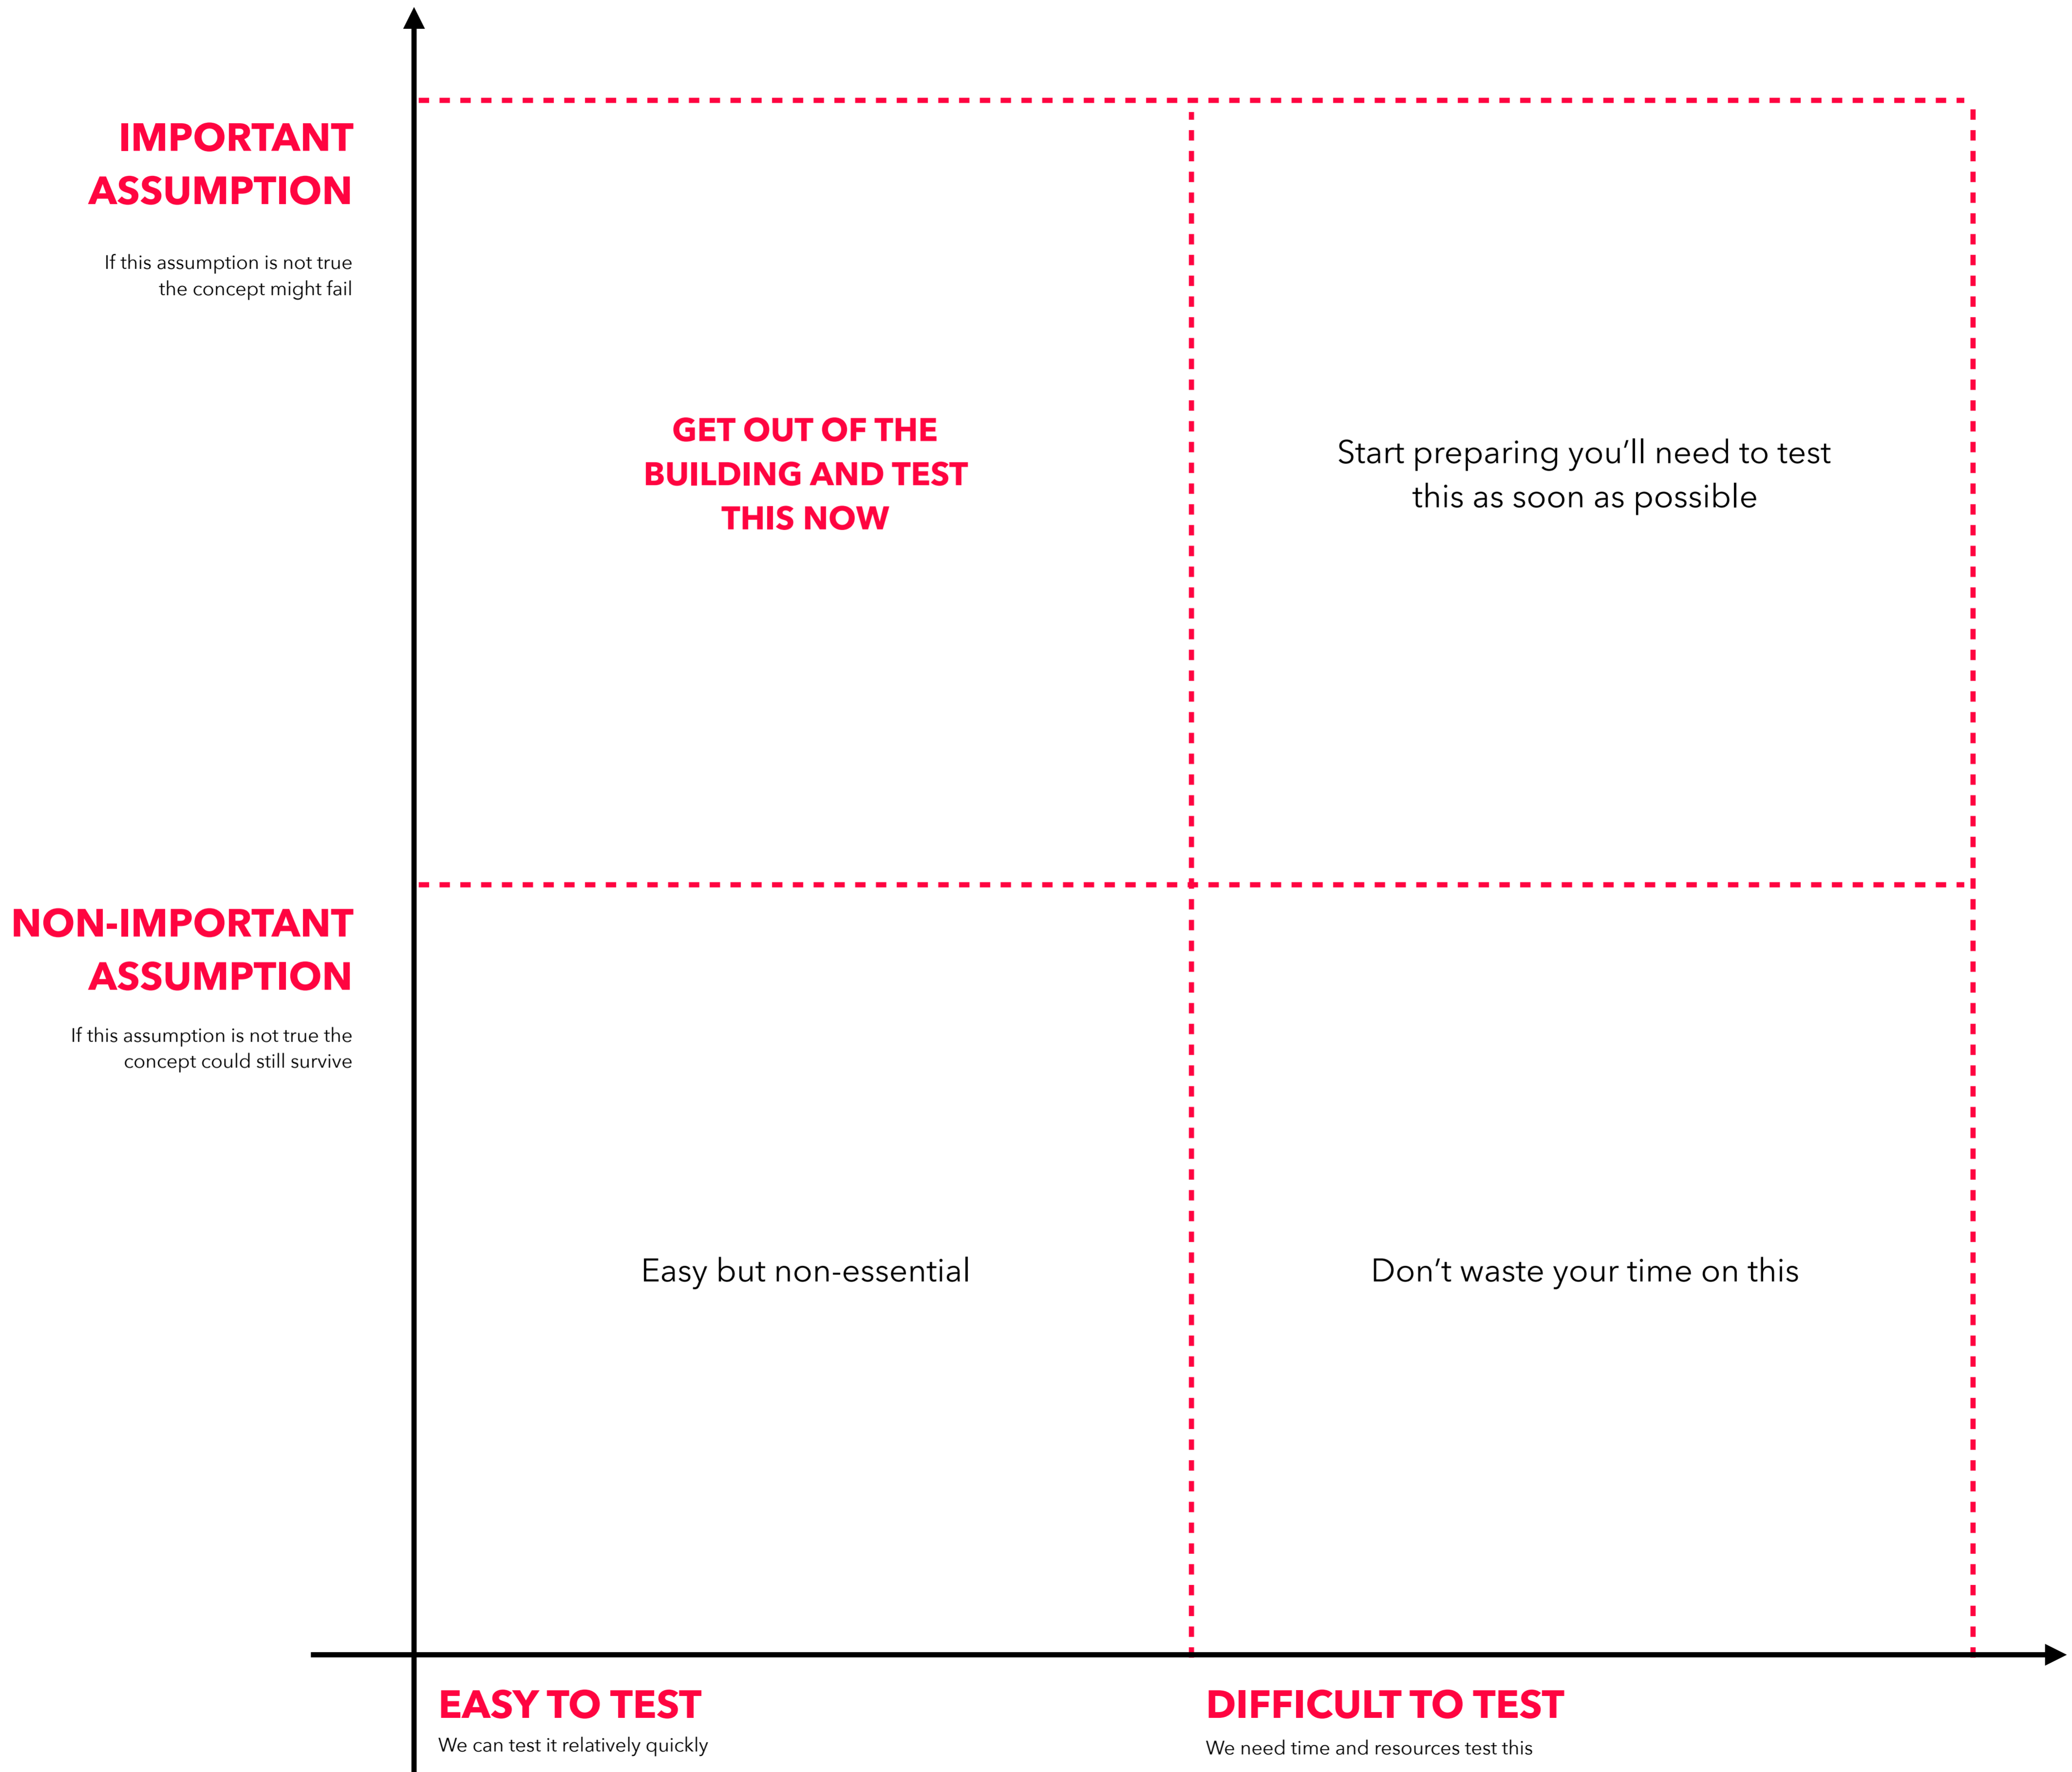 IMPORTANT
ASSUMPTION
If this assumption is not true
the concept might fail
GET OUT OF THE
BUILDING AND TEST
THIS NOW
Start preparing you’ll need to test
this as soon as possible
NON-IMPORTANT
ASSUMPTION
If this assumption is not true the
concept could still survive
Easy but non-essential
Don’t waste your time on this
EASY TO TEST
We can test it relatively quickly
DIFFICULT TO TEST
We need time and resources test this